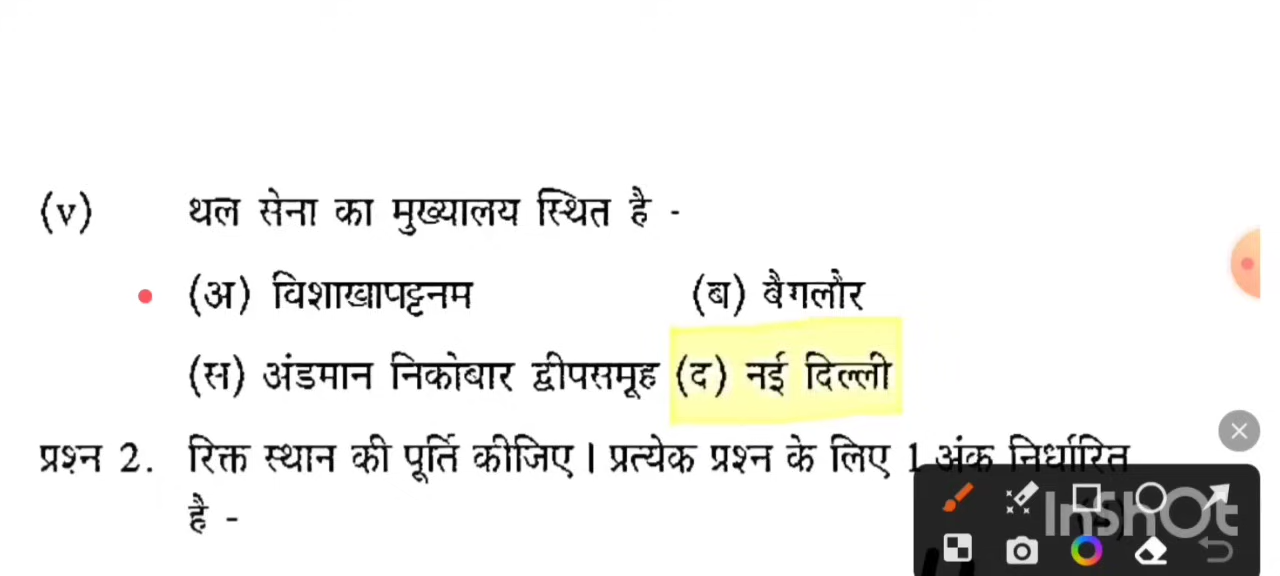 (v) थल सेना का मुख्यालय स्थित है -
(अ) विशाखापट्टनम (ब) बैगलौर
(स) अंडमान निकोबार द्वीपसमूह (द) नई दिल्ली
प्रश्न 2. रिक्त स्थान की पूर्ति कीजिए। प्रत्येक प्रश्न के लिए 1 अंक निर्धारित
है -
InShOt